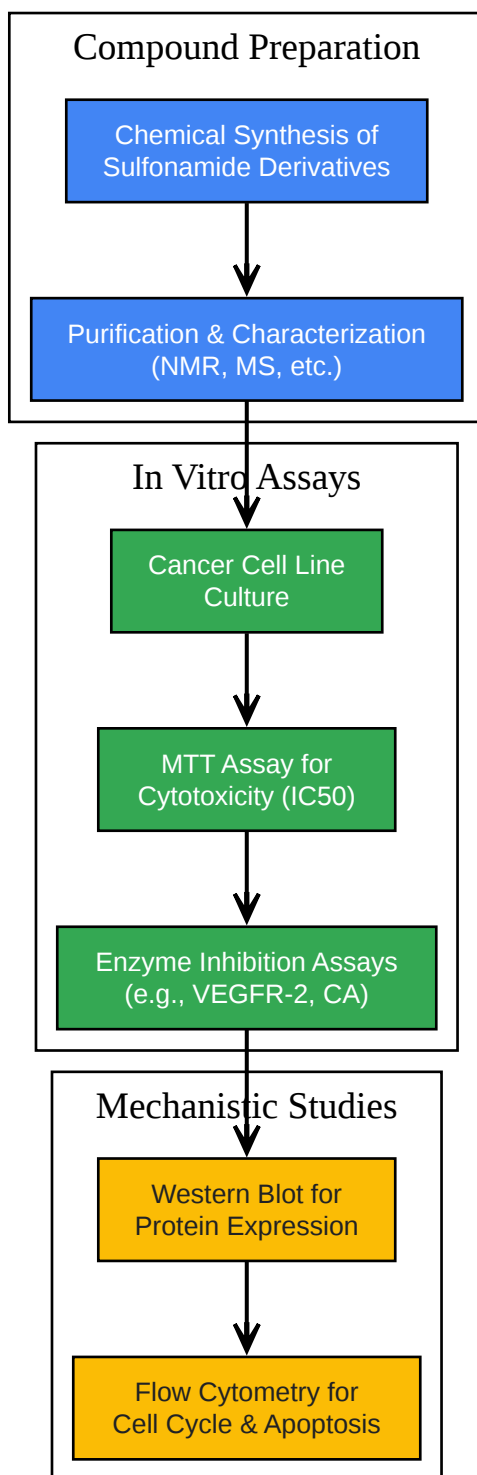 Compound Preparation
Chemical Synthesis of
Sulfonamide Derivatives
Purification & Characterization
(NMR, MS, etc.)
In Vitro Assays
Cancer Cell Line
Culture
MTT Assay for
Cytotoxicity (IC50)
Enzyme Inhibition Assays
(e.g., VEGFR-2, CA)
Mechanistic Studies
Western Blot for
Protein Expression
Flow Cytometry for
Cell Cycle & Apoptosis